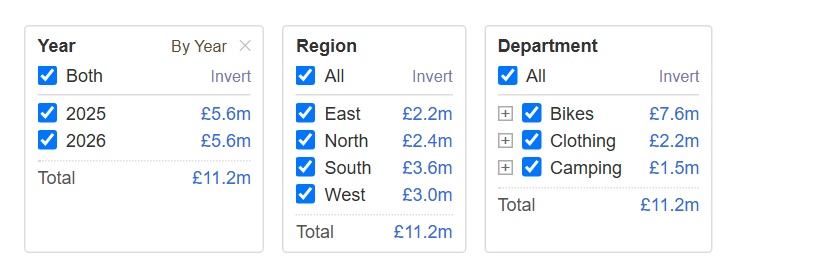 Year By Year ×
Both Invert
2025 £5.6m
2026 £5.6m
Total £11.2m
Region
All Invert
East £2.2m
North £2.4m
South £3.6m
West £3.0m
Total £11.2m
Department
All Invert
Bikes £7.6m
Clothing £2.2m
Camping £1.5m
Total £11.2m